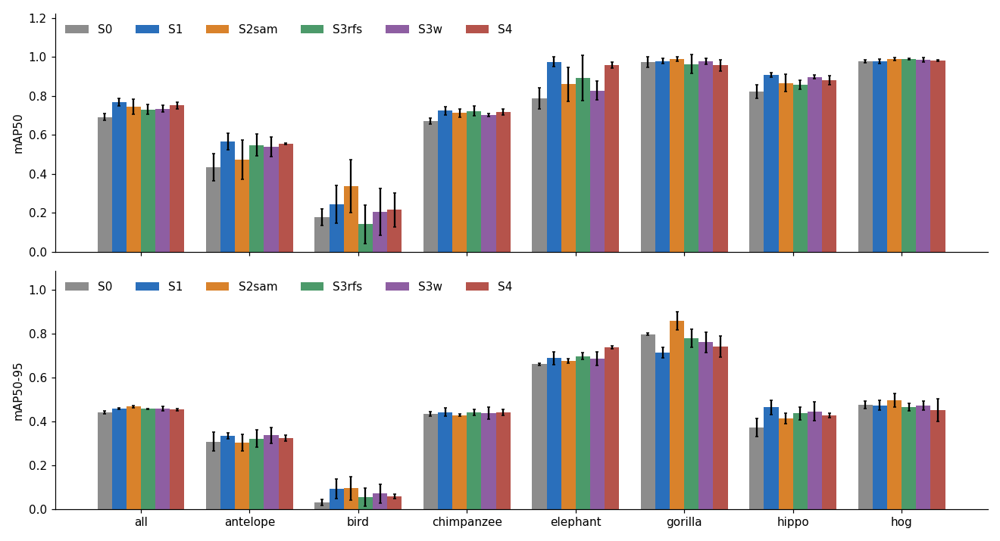 1.2
S0 S1 S2sam S3rfs S3w S4
1.0
0.8
0.6
0.4
0.2
0.0
mAP50
S0 S1 S2sam S3rfs S3w S4
1.0
0.8
0.6
0.4
0.2
0.0
mAP50-95
all antelope bird chimpanzee elephant gorilla hippo hog